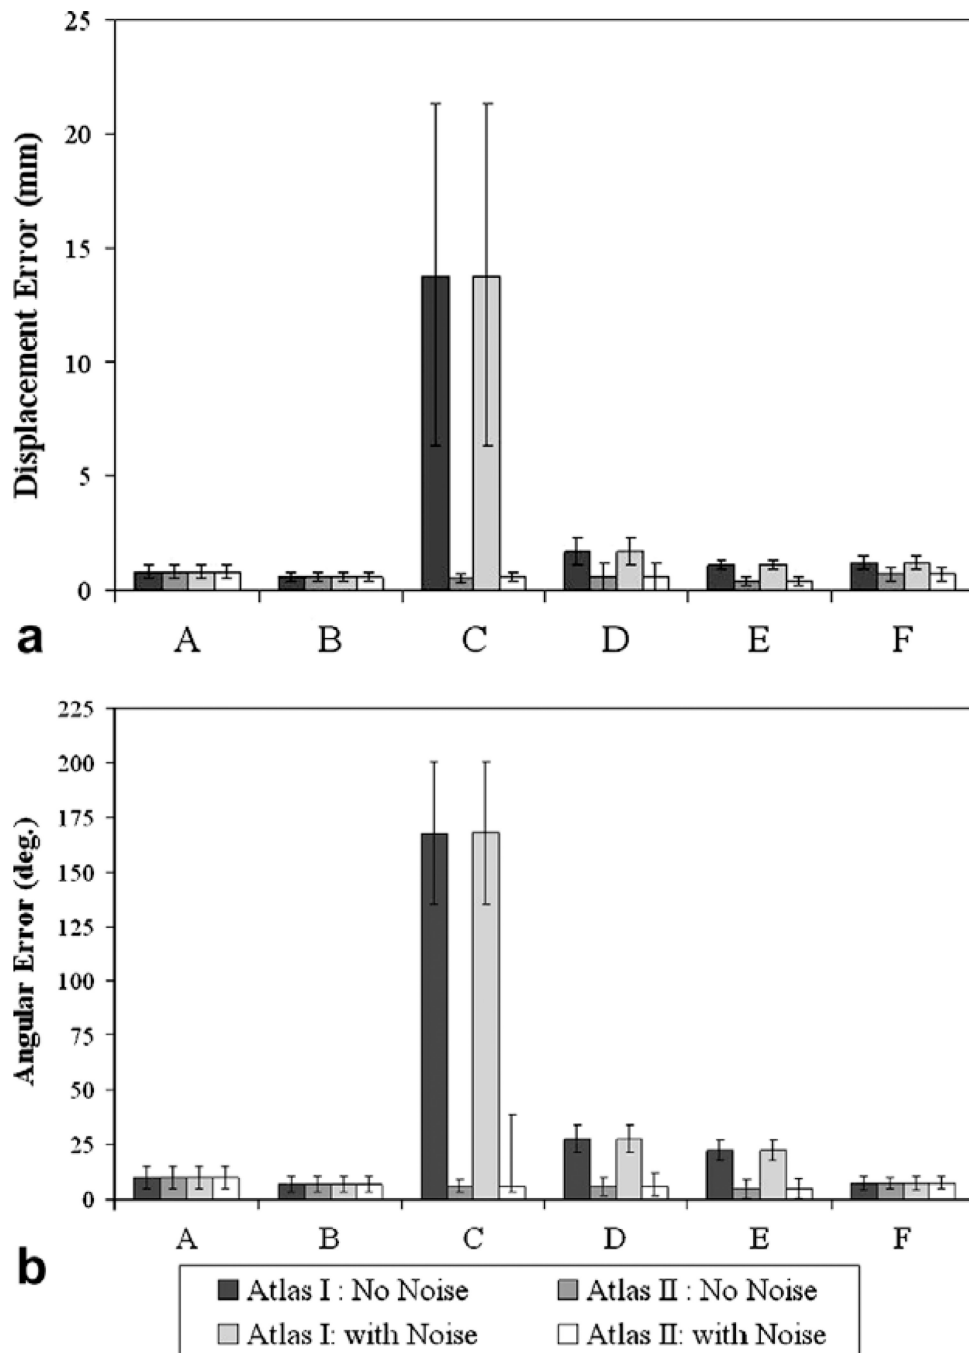 25
20
15
10
5
0
Displacement Error (mm)
A B C D E F
a
225
200
175
150
125
100
75
50
25
0
Angular Error (deg.)
A B C D E F
b
Atlas I : No Noise Atlas II : No Noise
Atlas I: with Noise Atlas II: with Noise